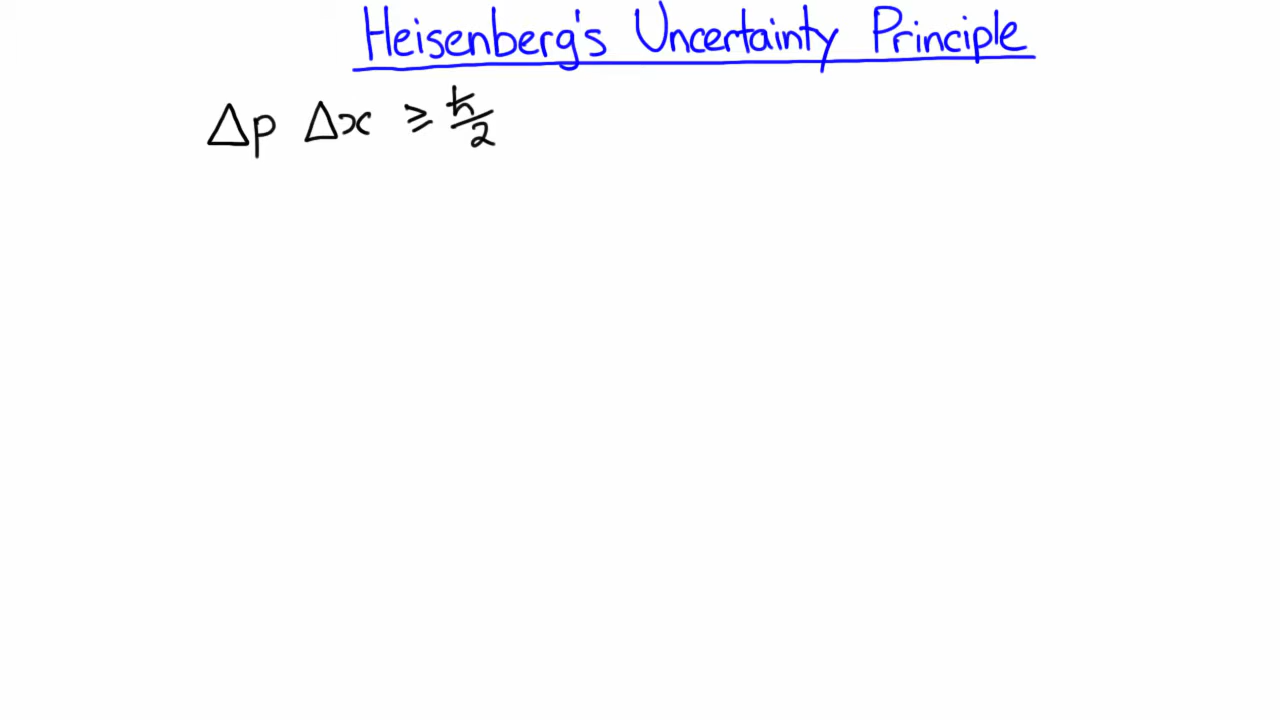 Heisenberg's Uncertainty Principle
Δp Δx ≥ ℏ/2